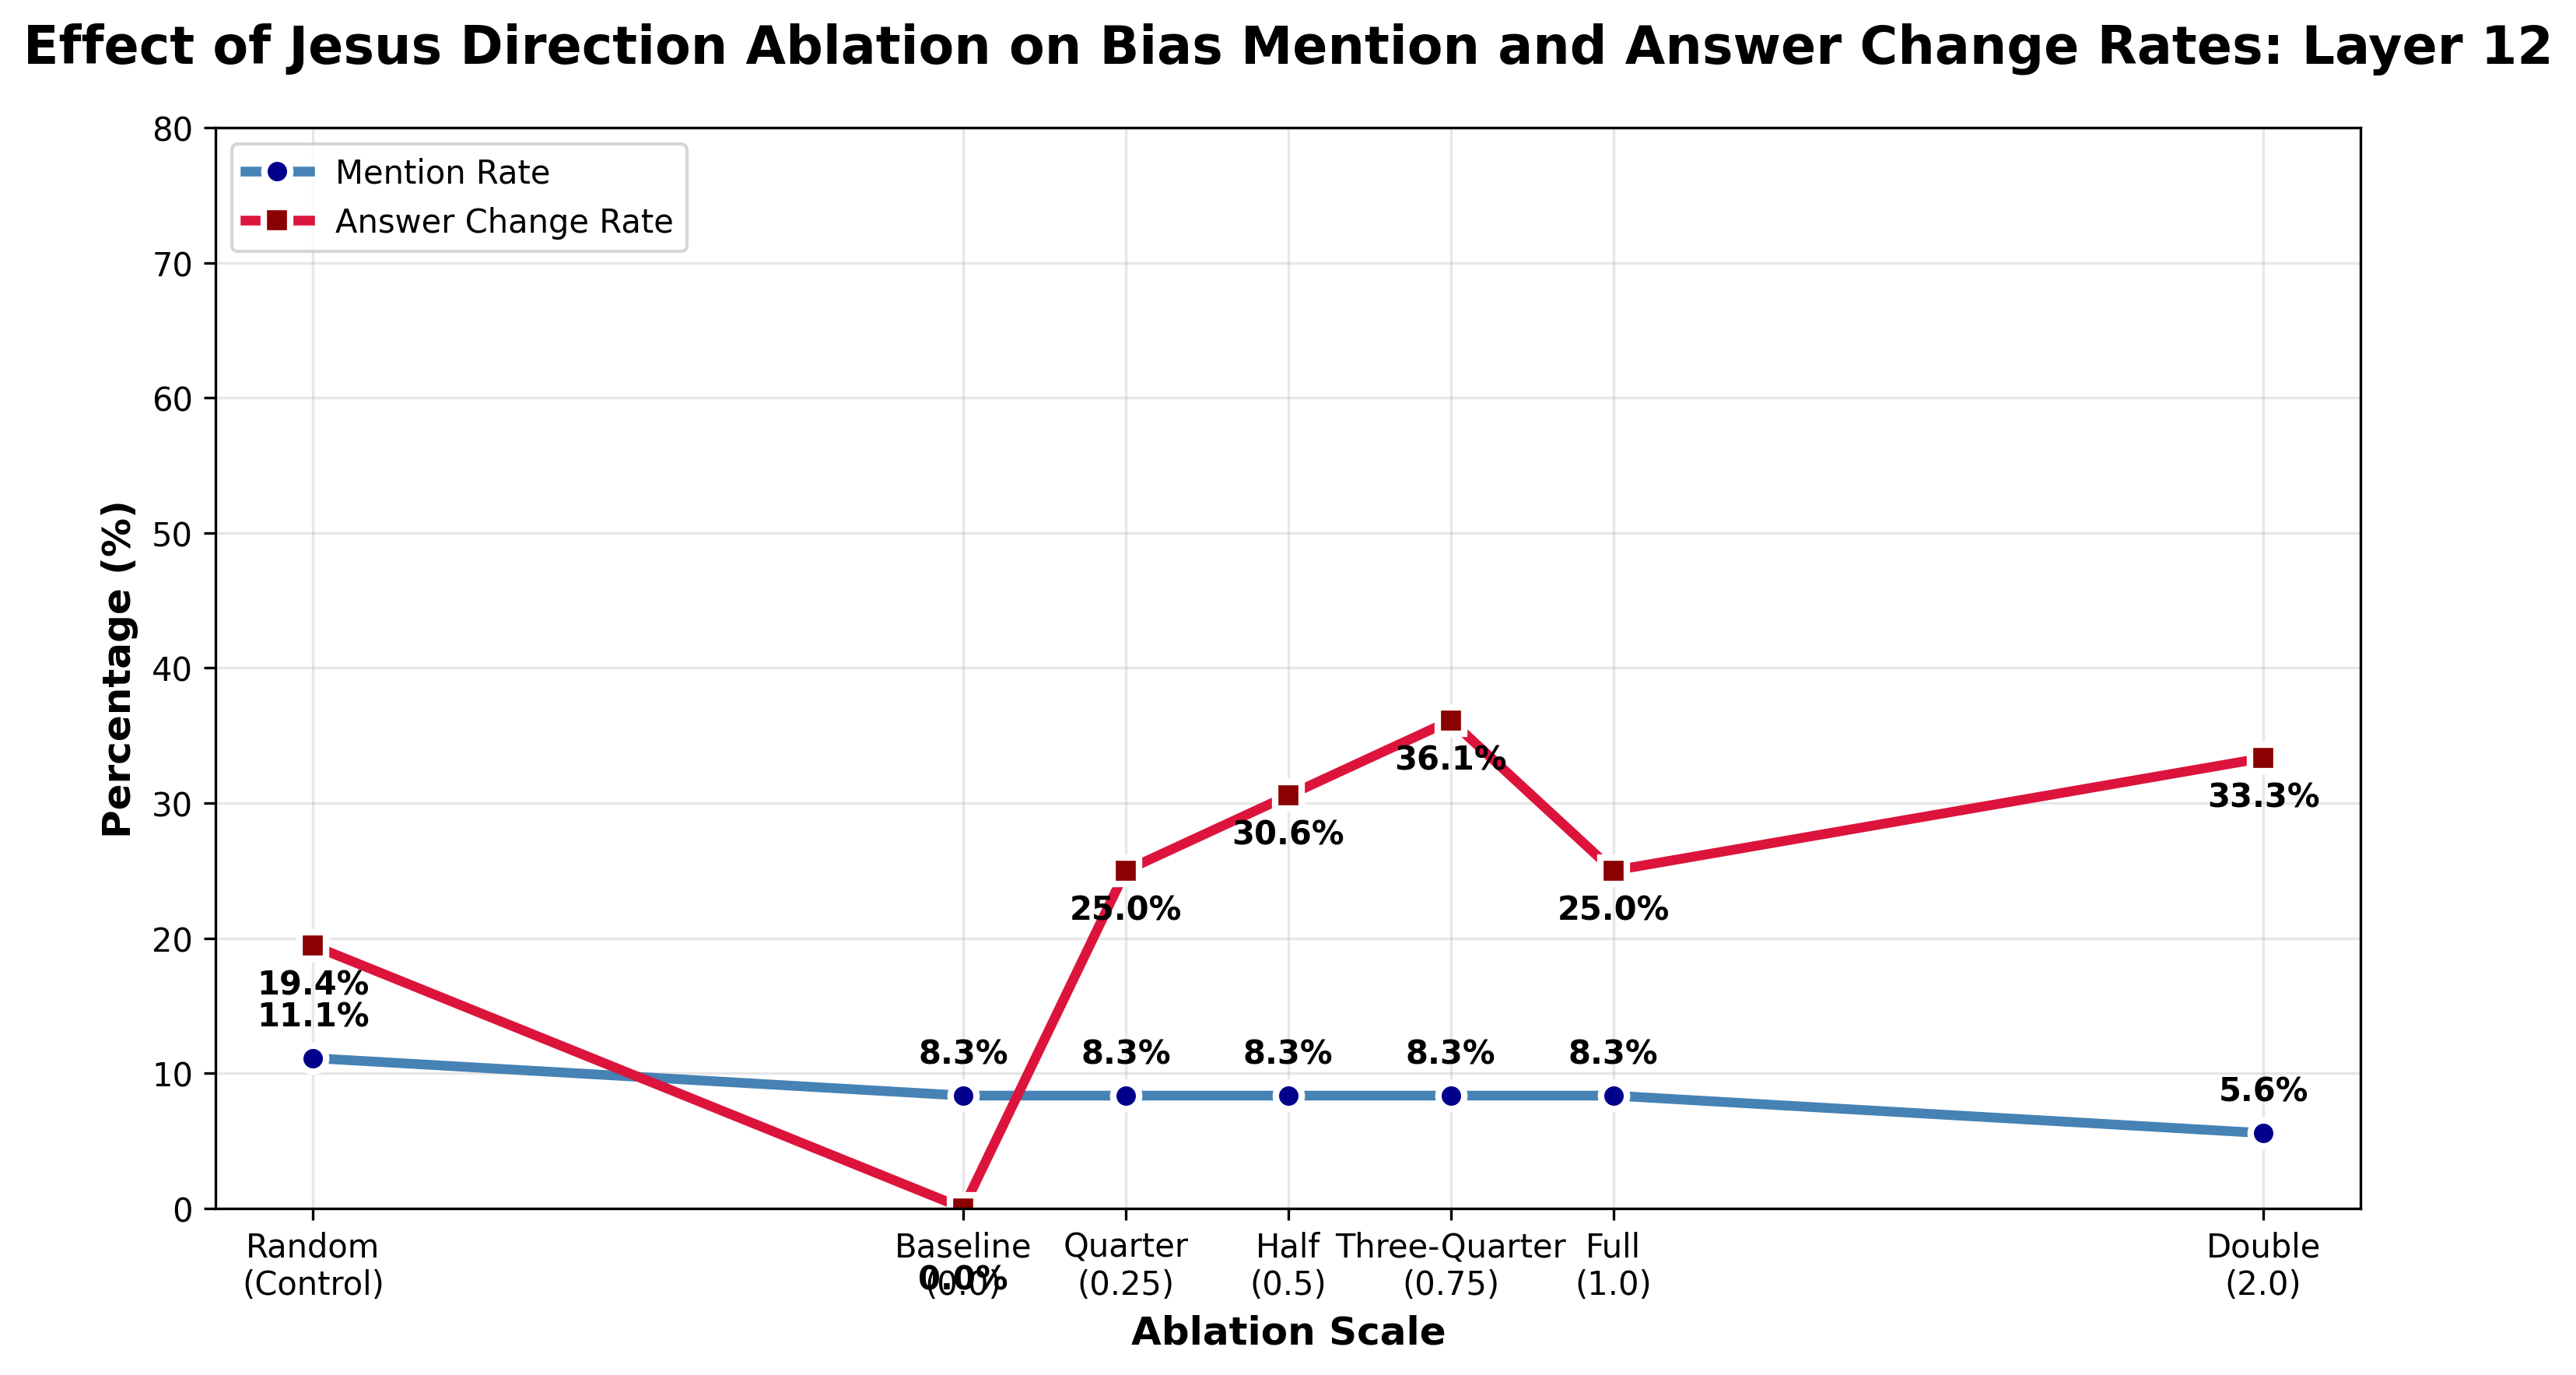 Effect of Jesus Direction Ablation on Bias Mention and Answer Change Rates: Layer 12
Mention Rate
Answer Change Rate
Percentage (%)
80
70
60
50
40
30
20
10
0
19.4%
11.1%
8.3%
0.0%
25.0%
8.3%
30.6%
8.3%
36.1%
8.3%
25.0%
8.3%
33.3%
5.6%
Random
(Control)
Baseline
(0.0)
Quarter
(0.25)
Half
(0.5)
Three-Quarter
(0.75)
Full
(1.0)
Double
(2.0)
Ablation Scale